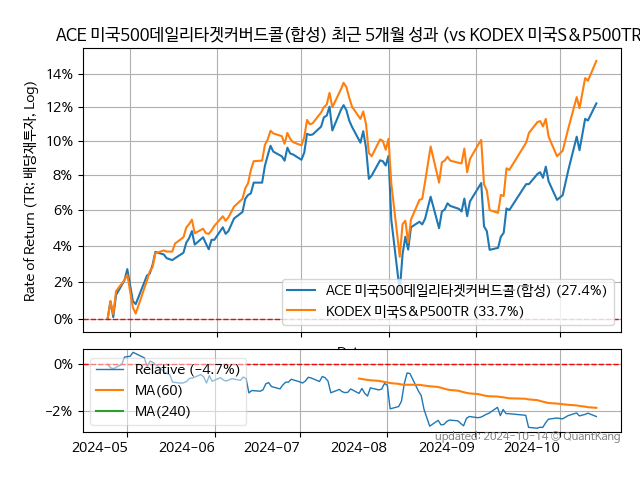 ACE 미국500데일리타겟커버드콜(합성) 최근 5개월 성과 (vs KODEX 미국S&P500TR
Rate of Return (TR: 배당재투자, Log)
14%
12%
10%
8%
6%
4%
2%
0%
ACE 미국500데일리타겟커버드콜(합성) (27.4%)
KODEX 미국S&P500TR (33.7%)
0%
−2%
Relative (−4.7%)
MA(60)
MA(240)
2024−05
2024−06
2024−07
2024−08
2024−09
2024−10
updated: 2024−10−14 © QuantKang